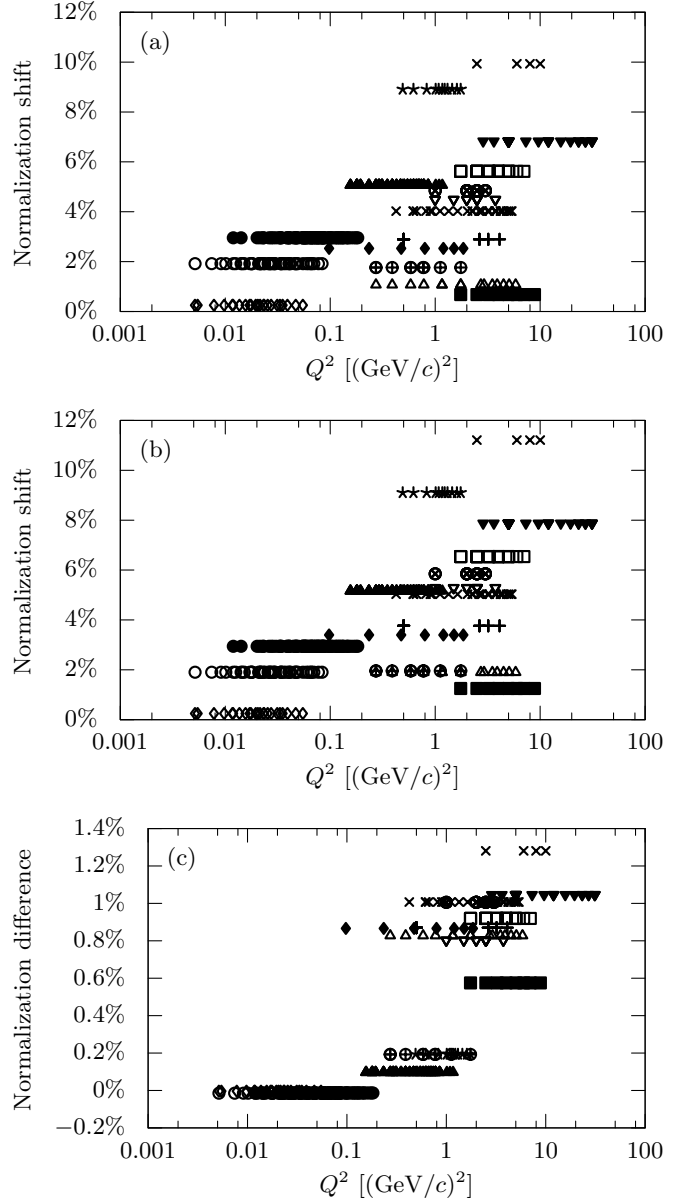 12%
10%
8%
6%
4%
2%
0%
Normalization shift
(a)
0.001 0.01 0.1 1 10 100
Q² [(GeV/c)²]
12%
10%
8%
6%
4%
2%
0%
Normalization shift
(b)
0.001 0.01 0.1 1 10 100
Q² [(GeV/c)²]
1.4%
1.2%
1%
0.8%
0.6%
0.4%
0.2%
0%
−0.2%
Normalization difference
(c)
0.001 0.01 0.1 1 10 100
Q² [(GeV/c)²]